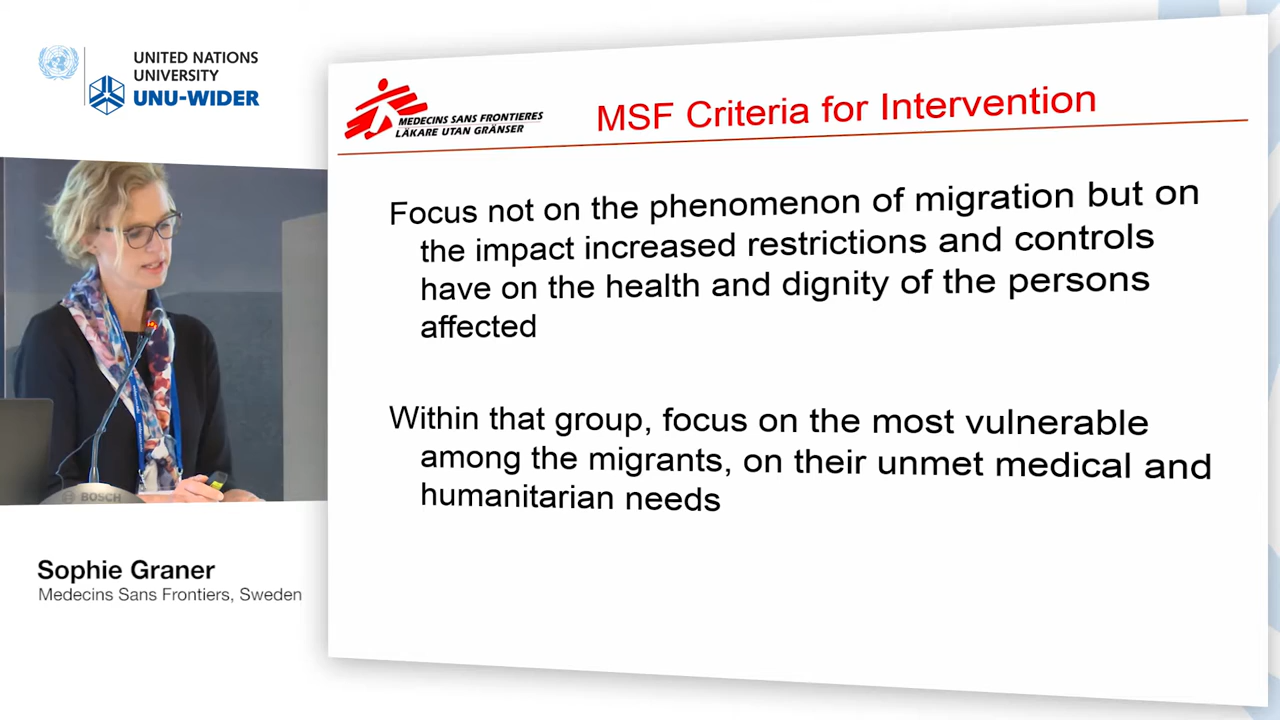 UNITED NATIONS
UNIVERSITY
UNU-WIDER
MEDECINS SANS FRONTIERES
LÄKARE UTAN GRÄNSER
MSF Criteria for Intervention
Focus not on the phenomenon of migration but on
the impact increased restrictions and controls
have on the health and dignity of the persons
affected
Within that group, focus on the most vulnerable
among the migrants, on their unmet medical and
humanitarian needs
BOSCH
Sophie Graner
Medecins Sans Frontiers, Sweden